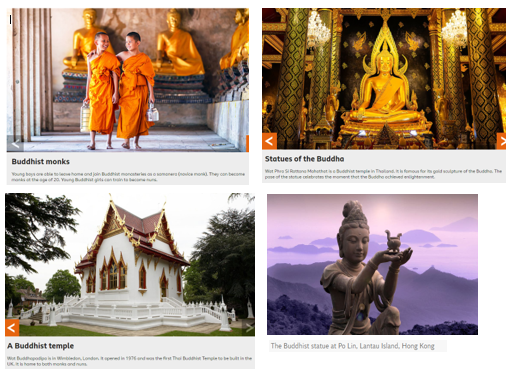 Buddhist monks
Young boys are able to leave home and join Buddhist monasteries as a samanera (novice monk). They can become
monks at the age of 20. Young Buddhist girls can train to become nuns.
Statues of the Buddha
Wat Phra Si Rattana Mahathat is a Buddhist temple in Thailand. It is famous for its gold sculpture of the Buddha. The
pose of the statue celebrates the moment that the Buddha achieved enlightenment.
A Buddhist temple
Wat Buddhapadipa is in Wimbledon, London. It opened in 1976 and was the first Thai Buddhist Temple to be built in the
UK. It is home to both monks and nuns.
The Buddhist statue at Po Lin, Lantau Island, Hong Kong